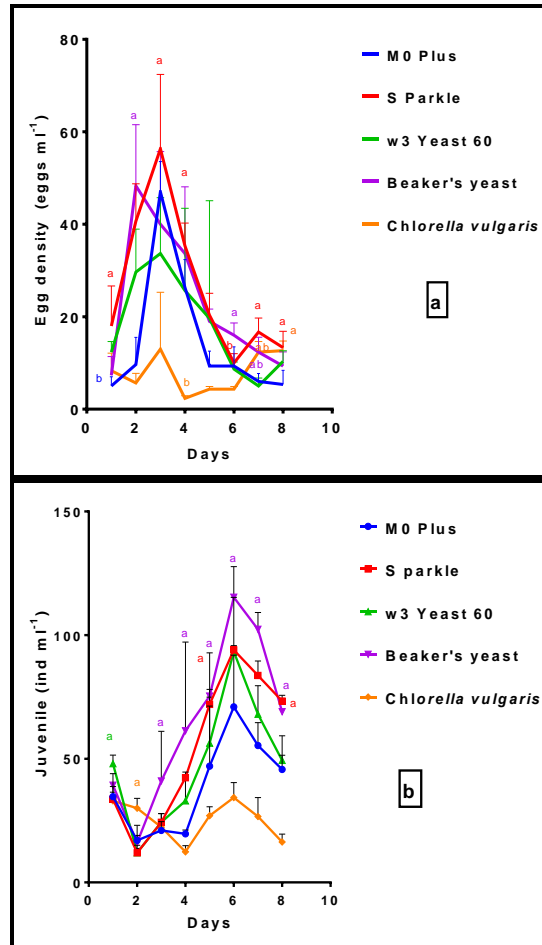 80
60
40
20
0
0
2
4
6
8
10
Egg density (eggs ml-1)
Days
a
a
a
a
a
a
a
a
b
b
b
ab
b
M0 Plus
S Parkle
w3 Yeast 60
Beaker's yeast
Chlorella vulgaris
a
150
100
50
0
0
2
4
6
8
10
Juvenile (ind ml-1)
Days
a
a
a
a
a
a
a
a
a
a
M0 Plus
S parkle
w3 Yeast 60
Beaker's yeast
Chlorella vulgaris
b